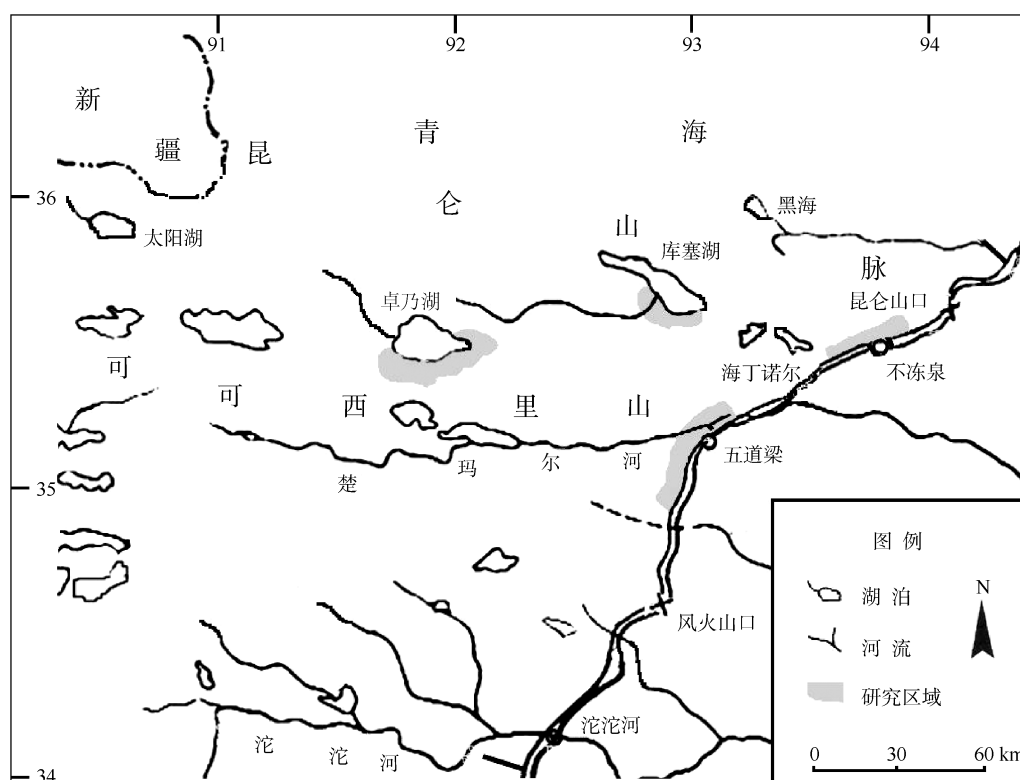 91 92 93 94
新 疆
青 海
昆 仑 山 脉
36
黑海
太阳湖
库塞湖
卓乃湖
昆仑山口
海丁诺尔
不冻泉
可 可 西 里 山
五道梁
楚 玛 尔 河
35
风火山口
沱沱河
沱 沱 河
34
图 例
湖 泊
河 流
研究区域
N
0 30 60 km